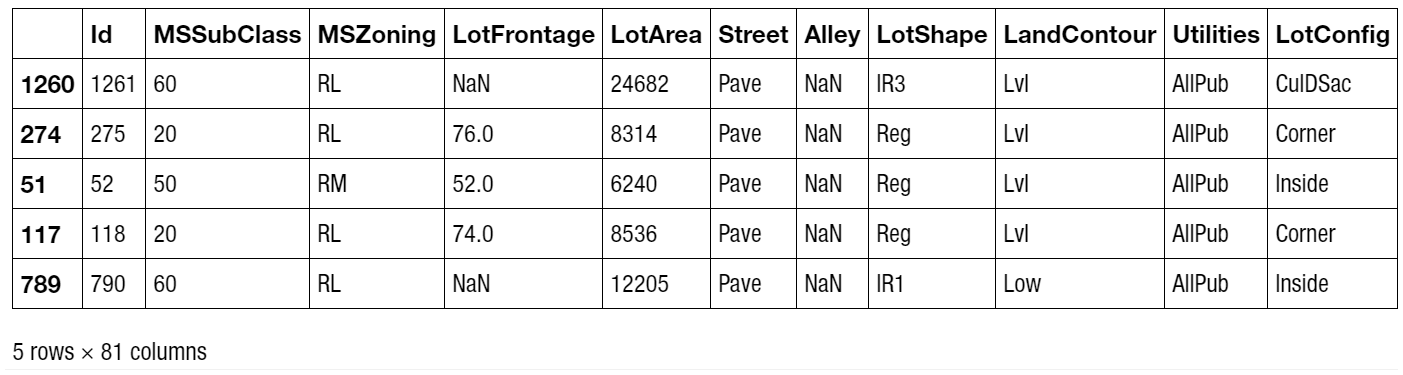 Id MSSubClass MSZoning LotFrontage LotArea Street Alley LotShape LandContour Utilities LotConfig
1260 1261 60 RL NaN 24682 Pave NaN IR3 Lvl AllPub CulDSac
274 275 20 RL 76.0 8314 Pave NaN Reg Lvl AllPub Corner
51 52 50 RM 52.0 6240 Pave NaN Reg Lvl AllPub Inside
117 118 20 RL 74.0 8536 Pave NaN Reg Lvl AllPub Corner
789 790 60 RL NaN 12205 Pave NaN IR1 Low AllPub Inside
5 rows × 81 columns